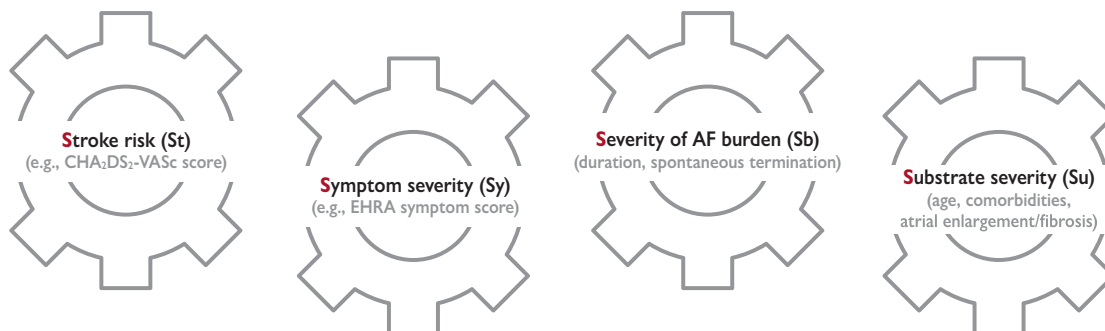 Stroke risk (St)
(e.g., CHA₂DS₂-VASc score)
Symptom severity (Sy)
(e.g., EHRA symptom score)
Severity of AF burden (Sb)
(duration, spontaneous termination)
Substrate severity (Su)
(age, comorbidities,
atrial enlargement/fibrosis)